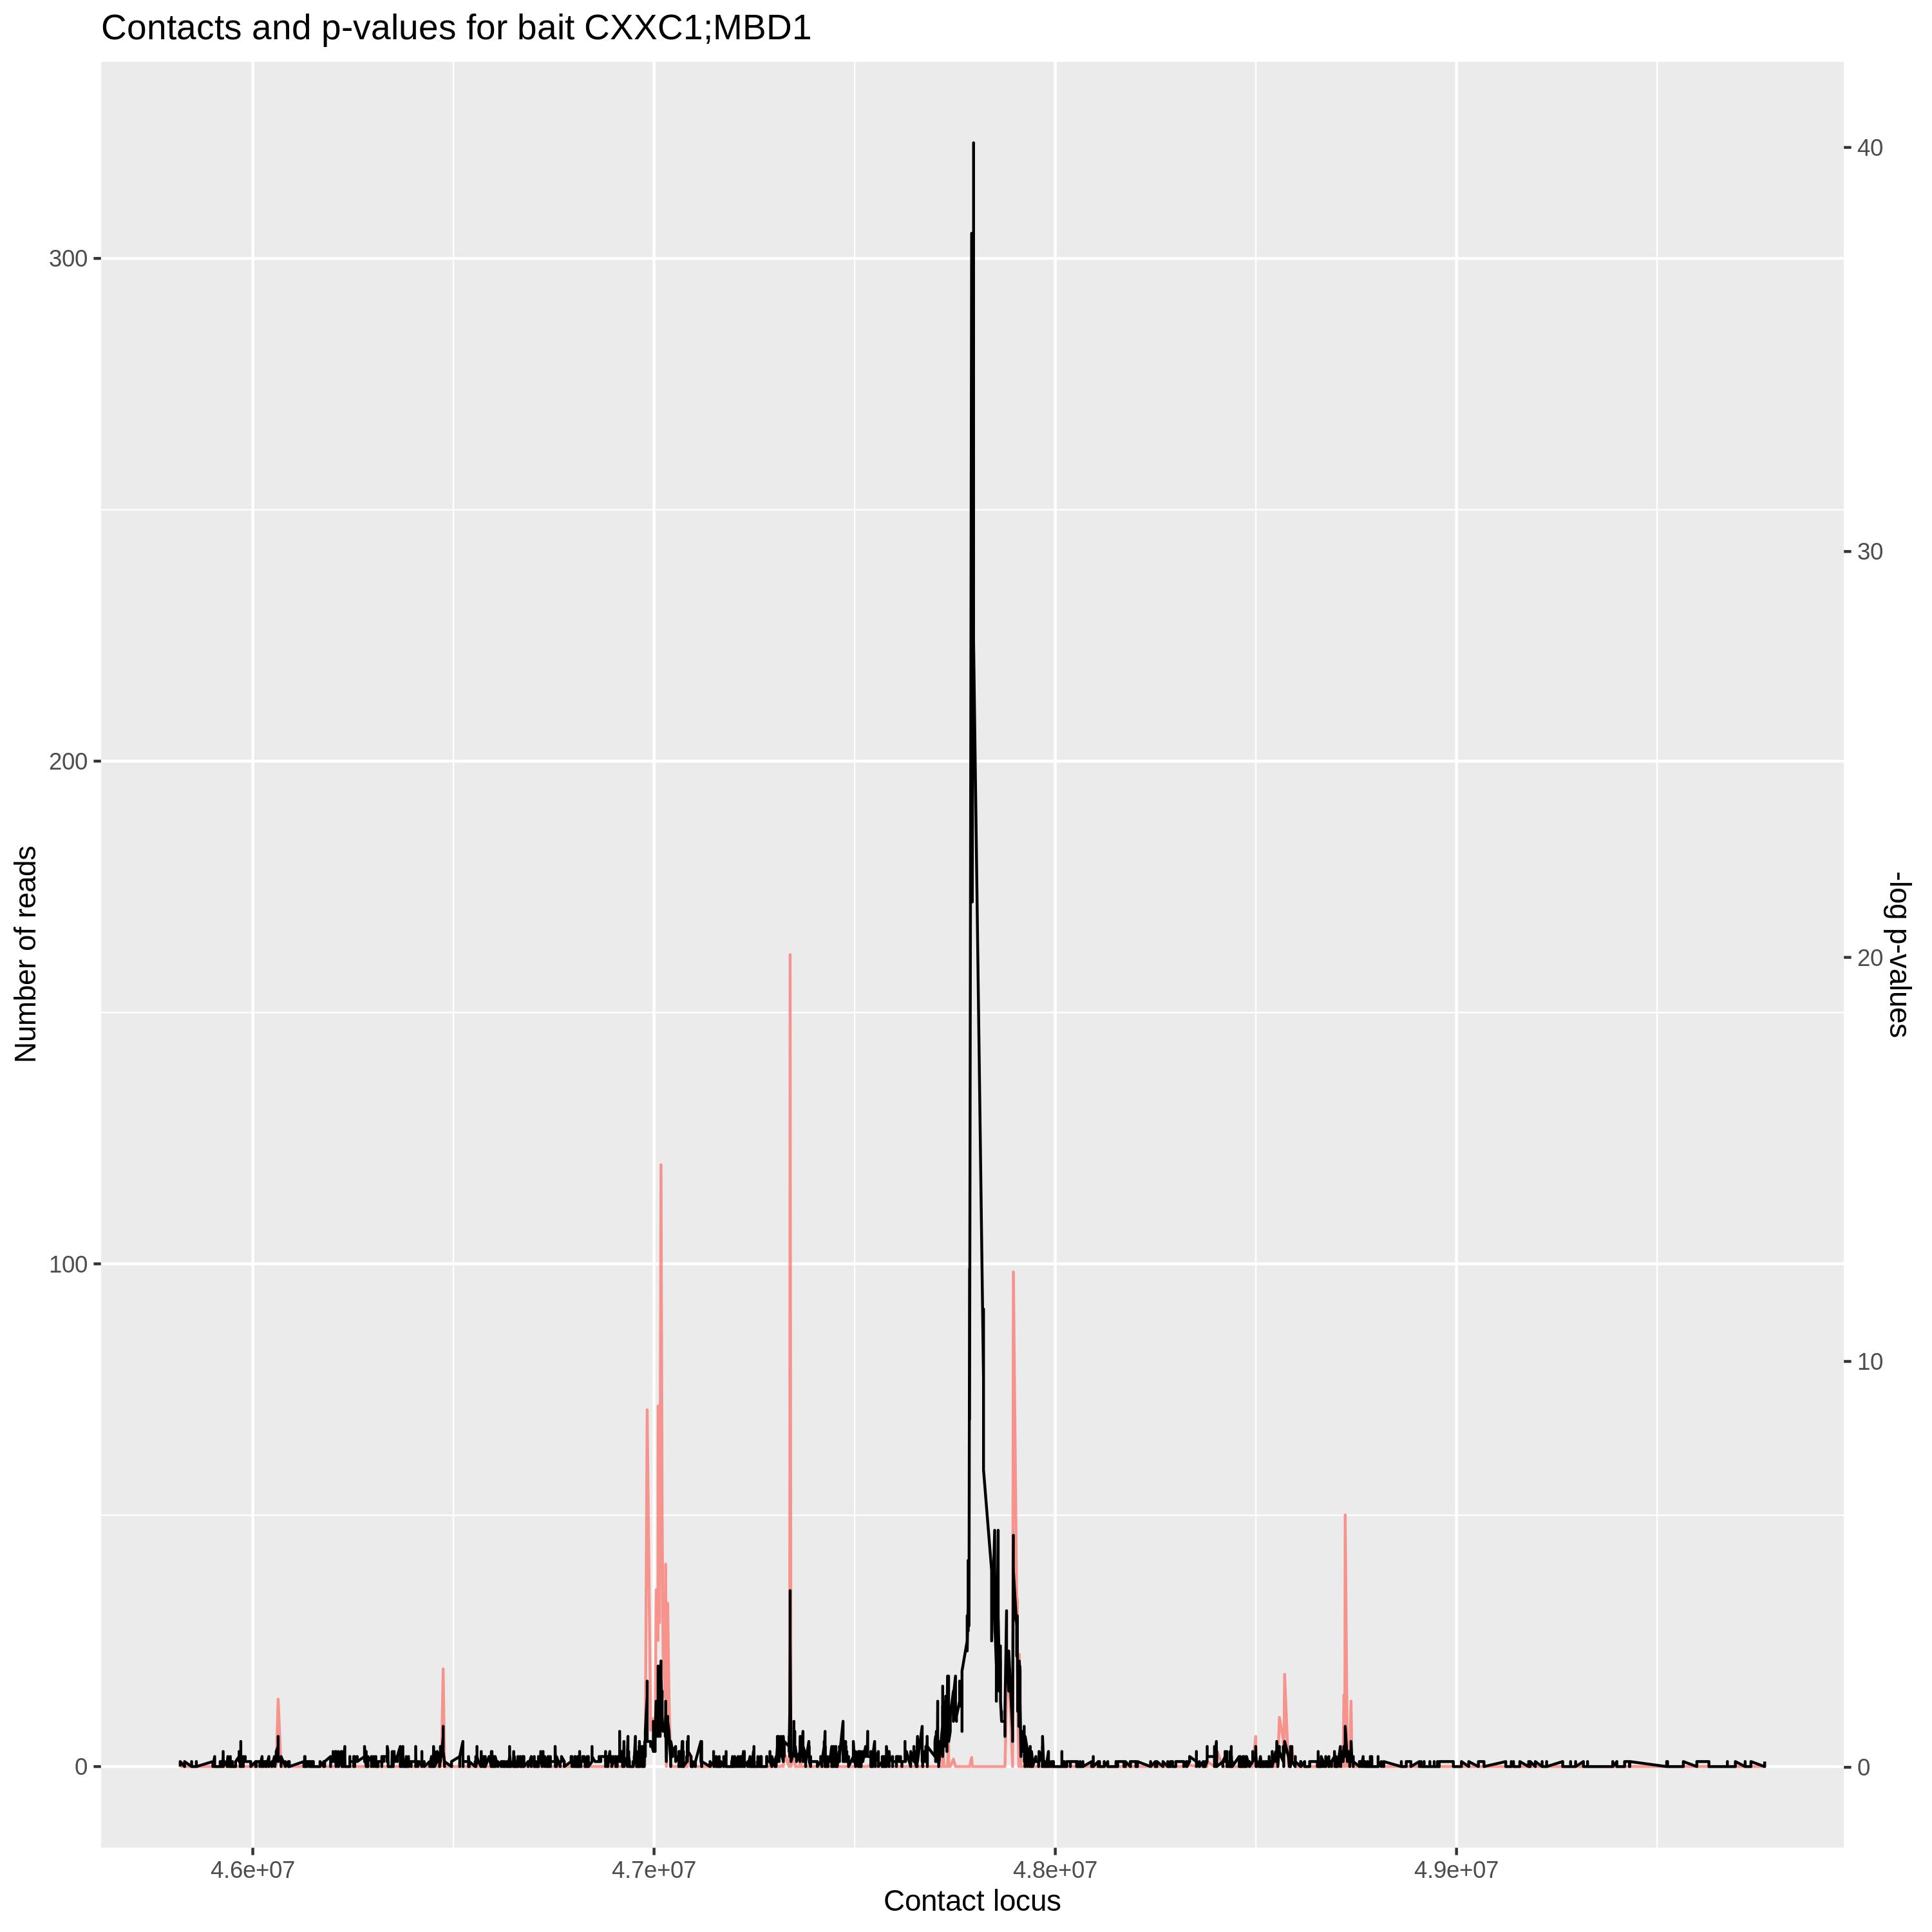 Contacts and p-values for bait CXXC1;MBD1
Number of reads
300
200
100
0
40
30
20
10
0
-log p-values
4.6e+07 4.7e+07 4.8e+07 4.9e+07
Contact locus